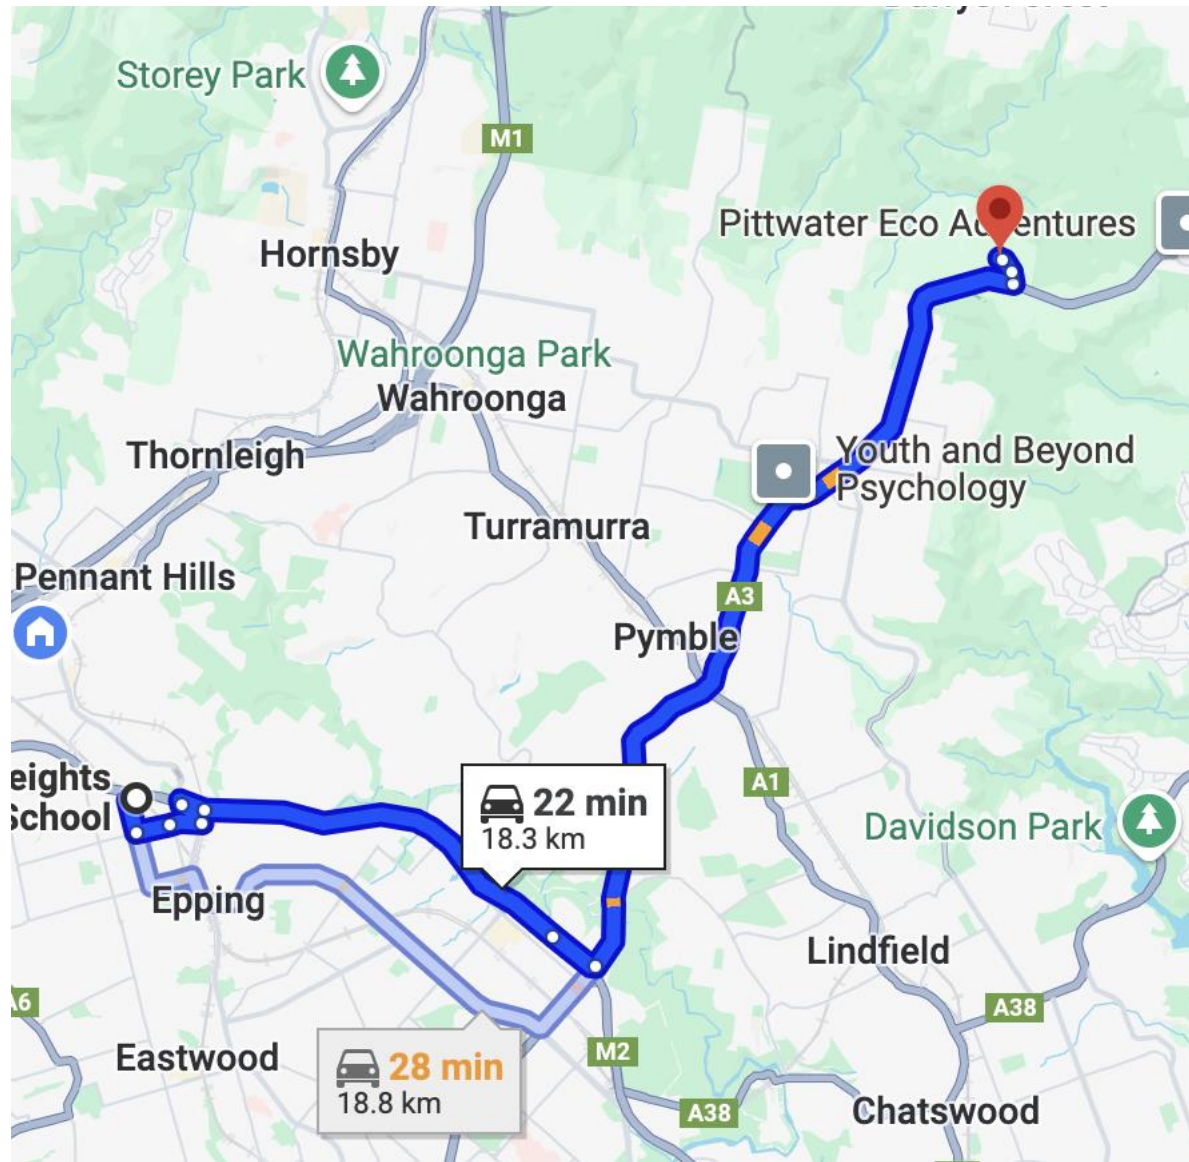 Storey Park
M1
Pittwater Eco Adventures
Hornsby
Wahroonga Park
Wahroonga
Thornleigh
Youth and Beyond
Psychology
Turramurra
Pennant Hills
A3
Pymble
eights
School
22 min
18.3 km
A1
Davidson Park
Epping
Lindfield
A6
A38
Eastwood
28 min
18.8 km
M2
A38
Chatswood